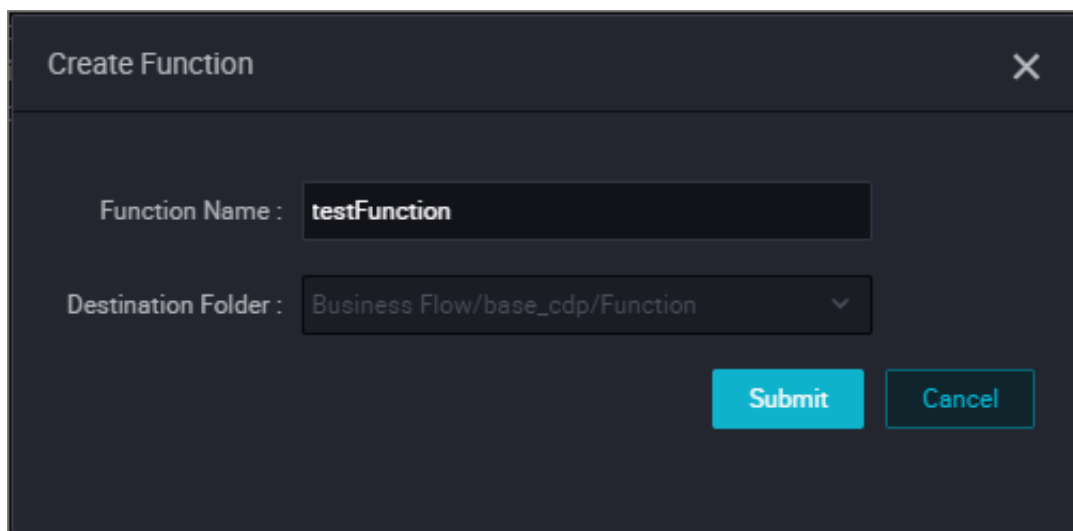 Create Function
Function Name : testFunction
Destination Folder : Business Flow/base_cdp/Function
Submit Cancel